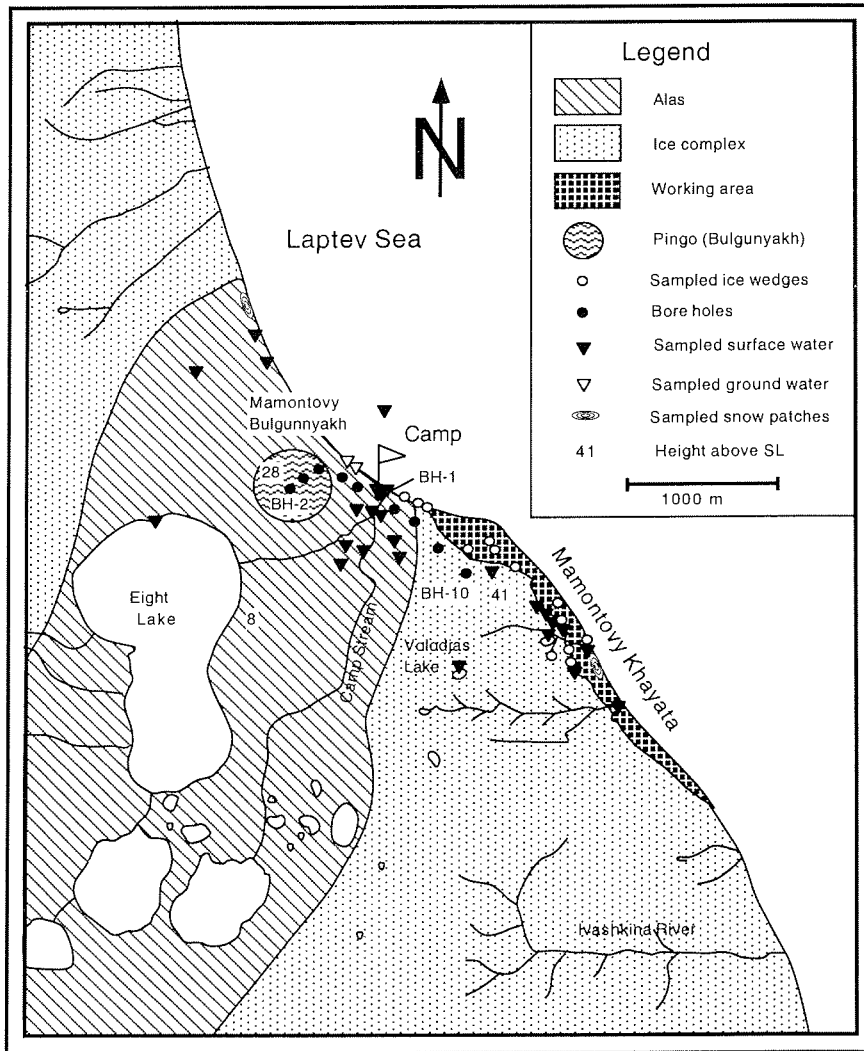 Legend
Alas
Ice complex
Working area
Pingo (Bulgunyakh)
Sampled ice wedges
Bore holes
Sampled surface water
Sampled ground water
Sampled snow patches
41 Height above SL
1000 m
N
Laptev Sea
Mamontovy
Bulgunnyakh
Camp
28
BH-1
BH-2
BH-10
41
Eight
Lake
8
Camp Stream
Volodjas
Lake
Mamontovy Khayata
Ivashkina River